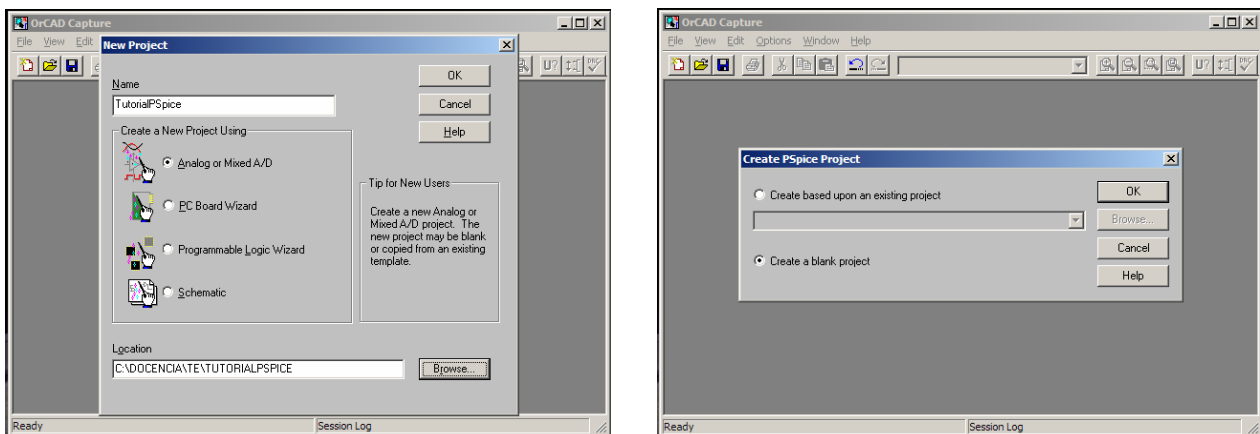 OrCAD Capture
File View Edit
New Project
Name
TutorialPSpice
OK
Cancel
Help
Create a New Project Using
Analog or Mixed A/D
PC Board Wizard
Programmable Logic Wizard
Schematic
Tip for New Users
Create a new Analog or
Mixed A/D project. The
new project may be blank
or copied from an existing
template.
Location
C:\DOCENCIA\TE\TUTORIALPSPICE
Browse...
U?
Ready Session Log
OrCAD Capture
File View Edit Options Window Help
U?
Create PSpice Project
Create based upon an existing project
OK
Browse...
Cancel
Create a blank project
Help
Ready Session Log